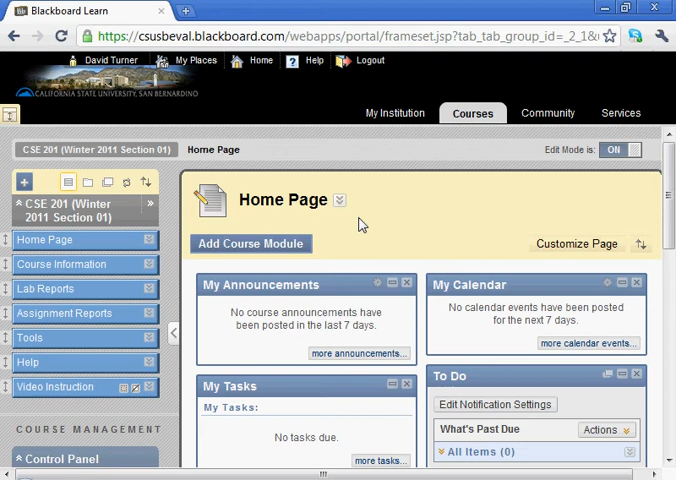 Blackboard Learn
https://csusbeval.blackboard.com/webapps/portal/frameset.jsp?tab_tab_group_id=_2_1&
David Turner My Places Home Help Logout
CALIFORNIA STATE UNIVERSITY, SAN BERNARDINO
My Institution Courses Community Services
CSE 201 (Winter 2011 Section 01) Home Page Edit Mode is: ON
CSE 201 (Winter
2011 Section 01)
Home Page
Course Information
Lab Reports
Assignment Reports
Tools
Help
Video Instruction
COURSE MANAGEMENT
Control Panel
Home Page
Add Course Module Customize Page
My Announcements
No course announcements have
been posted in the last 7 days.
more announcements...
My Calendar
No calendar events have been posted
for the next 7 days.
more calendar events...
My Tasks
My Tasks:
No tasks due.
more tasks...
To Do
Edit Notification Settings
What's Past Due Actions
All Items (0)